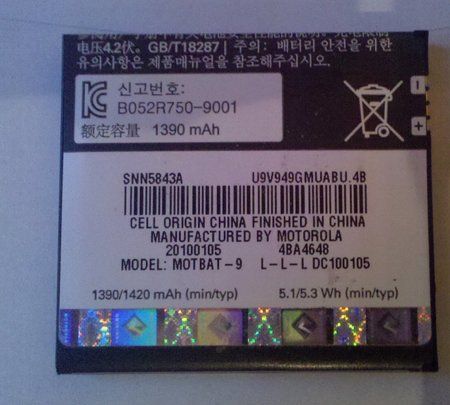 电压4.2伏。GB/T18287 | 주의: 배터리 안전을 위한
유의사항은 제품매뉴얼을 참조해주십시오.
신고번호:
B052R750-9001
额定容量 1390 mAh
SNN5843A U9V949GMUABU.4B
CELL ORIGIN CHINA FINISHED IN CHINA
MANUFACTURED BY MOTOROLA
20100105 4BA4648
MODEL: MOTBAT-9 L-L-L DC100105
1390/1420 mAh (min/typ) 5.1/5.3 Wh (min/typ)